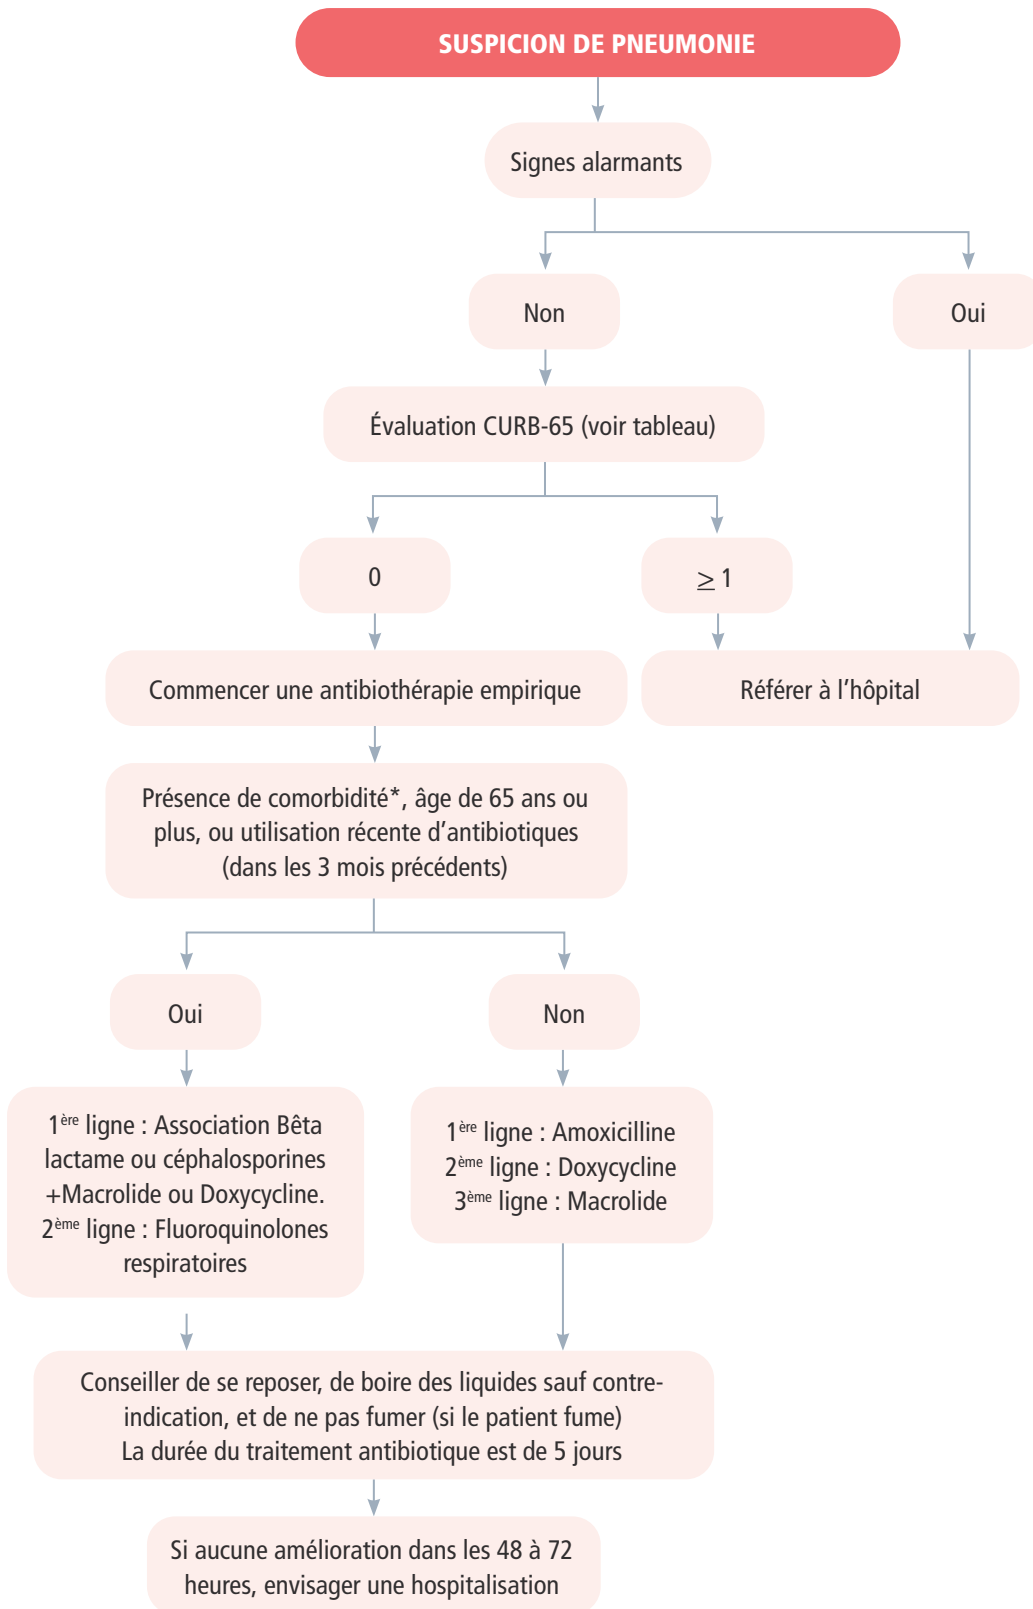 SUSPICION DE PNEUMONIE
Signes alarmants
Non
Oui
Évaluation CURB-65 (voir tableau)
0
≥ 1
Commencer une antibiothérapie empirique
Référer à l'hôpital
Présence de comorbidité*, âge de 65 ans ou
plus, ou utilisation récente d'antibiotiques
(dans les 3 mois précédents)
Oui
Non
1ère ligne : Association Bêta
lactame ou céphalosporines
+Macrolide ou Doxycycline.
2ème ligne : Fluoroquinolones
respiratoires
1ère ligne : Amoxicilline
2ème ligne : Doxycycline
3ème ligne : Macrolide
Conseiller de se reposer, de boire des liquides sauf contre-
indication, et de ne pas fumer (si le patient fume)
La durée du traitement antibiotique est de 5 jours
Si aucune amélioration dans les 48 à 72
heures, envisager une hospitalisation